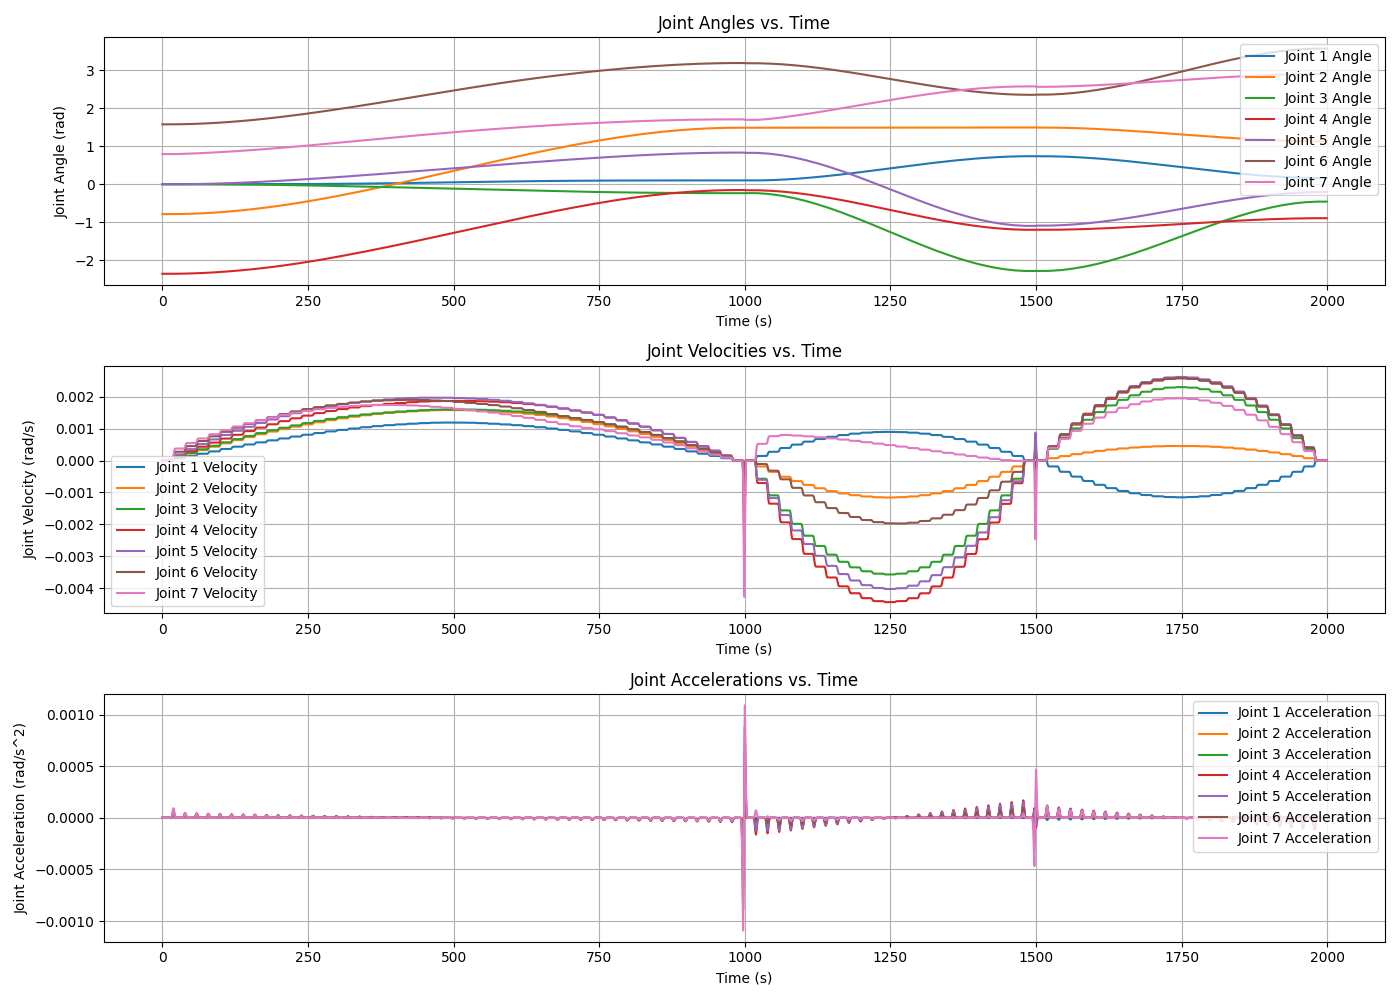 Joint Angles vs. Time
Joint Angle (rad)
3
2
1
0
−1
−2
Joint 1 Angle
Joint 2 Angle
Joint 3 Angle
Joint 4 Angle
Joint 5 Angle
Joint 6 Angle
Joint 7 Angle
0 250 500 750 1000 1250 1500 1750 2000
Time (s)
Joint Velocities vs. Time
Joint Velocity (rad/s)
0.002
0.001
0.000
−0.001
−0.002
−0.003
−0.004
Joint 1 Velocity
Joint 2 Velocity
Joint 3 Velocity
Joint 4 Velocity
Joint 5 Velocity
Joint 6 Velocity
Joint 7 Velocity
0 250 500 750 1000 1250 1500 1750 2000
Time (s)
Joint Accelerations vs. Time
Joint Acceleration (rad/s^2)
0.0010
0.0005
0.0000
−0.0005
−0.0010
Joint 1 Acceleration
Joint 2 Acceleration
Joint 3 Acceleration
Joint 4 Acceleration
Joint 5 Acceleration
Joint 6 Acceleration
Joint 7 Acceleration
0 250 500 750 1000 1250 1500 1750 2000
Time (s)